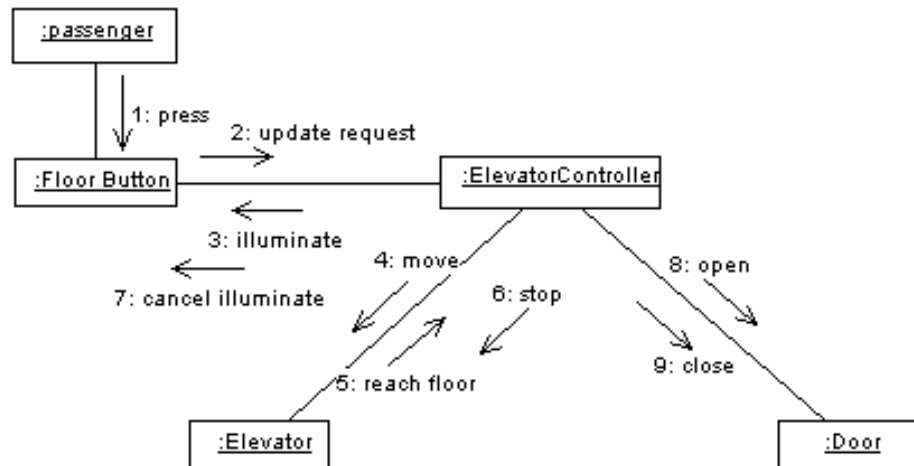 :passenger
1: press
2: update request
:Floor Button
:ElevatorController
3: illuminate
4: move
8: open
7: cancel illuminate
6: stop
5: reach floor
9: close
:Elevator
:Door